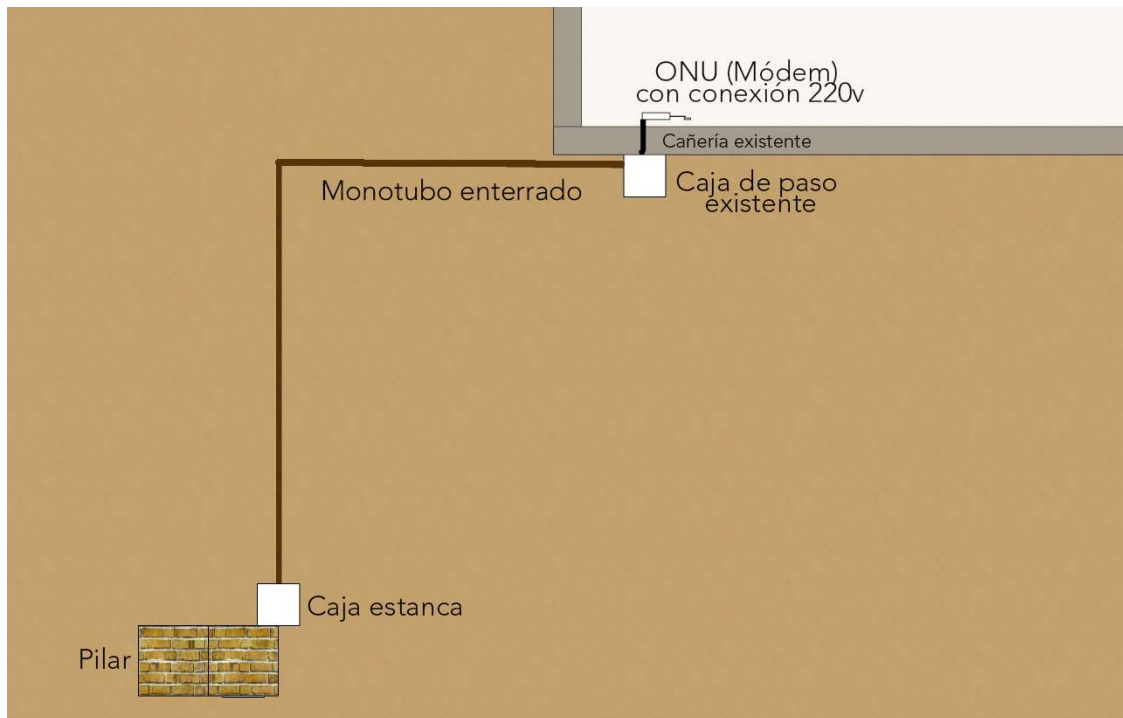 ONU (Módem)
con conexión 220v
Cañería existente
Monotubo enterrado
Caja de paso
existente
Caja estanca
Pilar